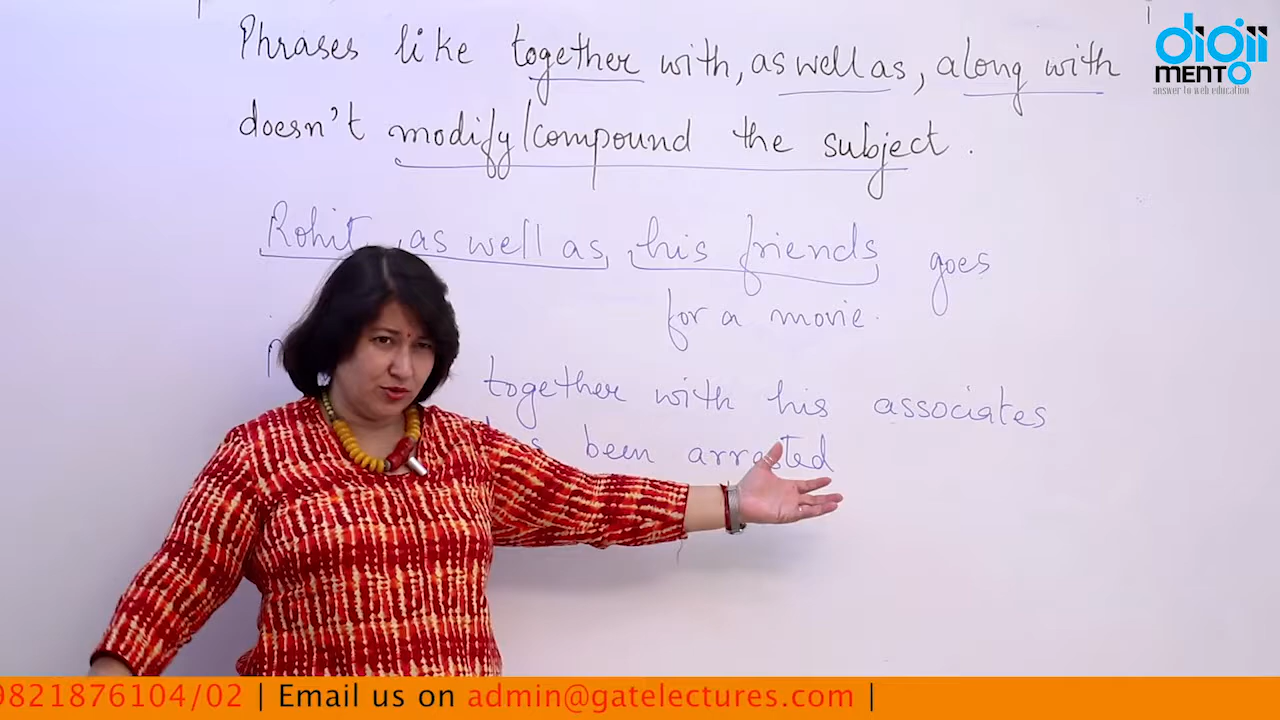 Phrases like together with, as well as, along with
doesn't modify/compound the subject.
Rohit, as well as, his friends goes
for a movie.
together with his associates
been arrested
digiiMENTO
answer to web education
9821876104/02 | Email us on admin@gatelectures.com |